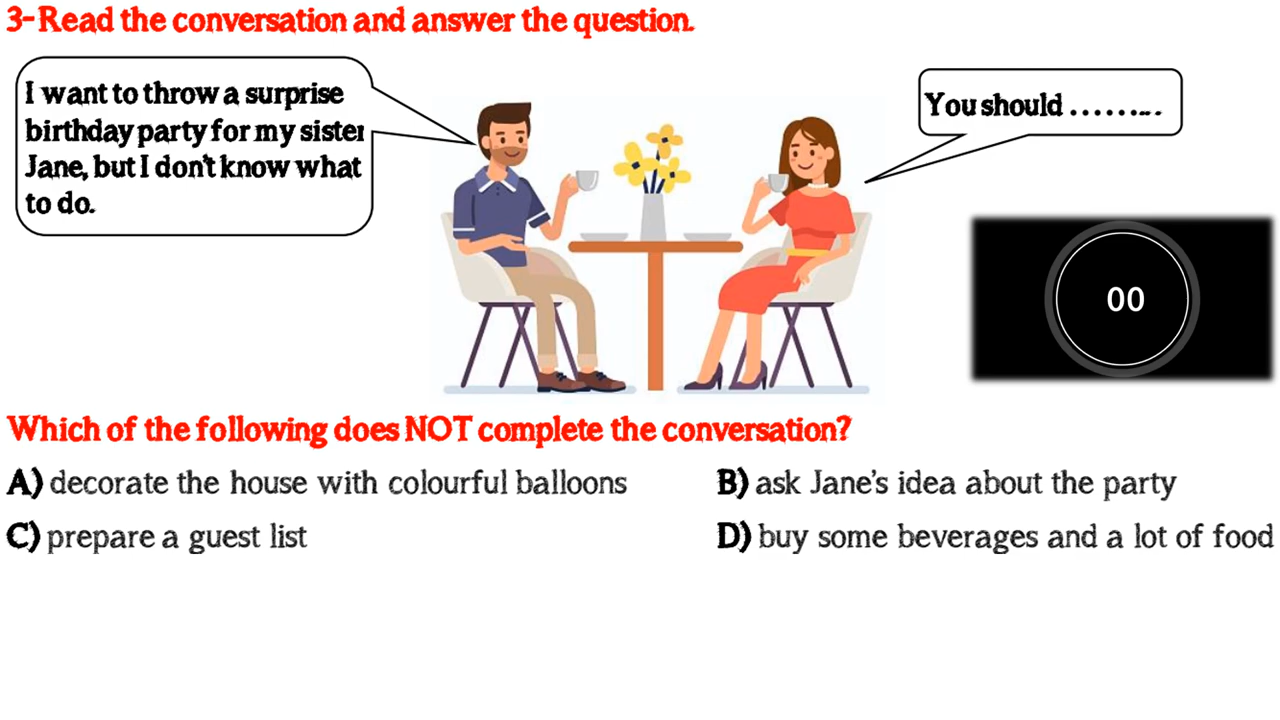 3-Read the conversation and answer the question.
I want to throw a surprise
birthday party for my sister
Jane, but I don't know what
to do.
You should .........
00
Which of the following does NOT complete the conversation?
A) decorate the house with colourful balloons
B) ask Jane's idea about the party
C) prepare a guest list
D) buy some beverages and a lot of food